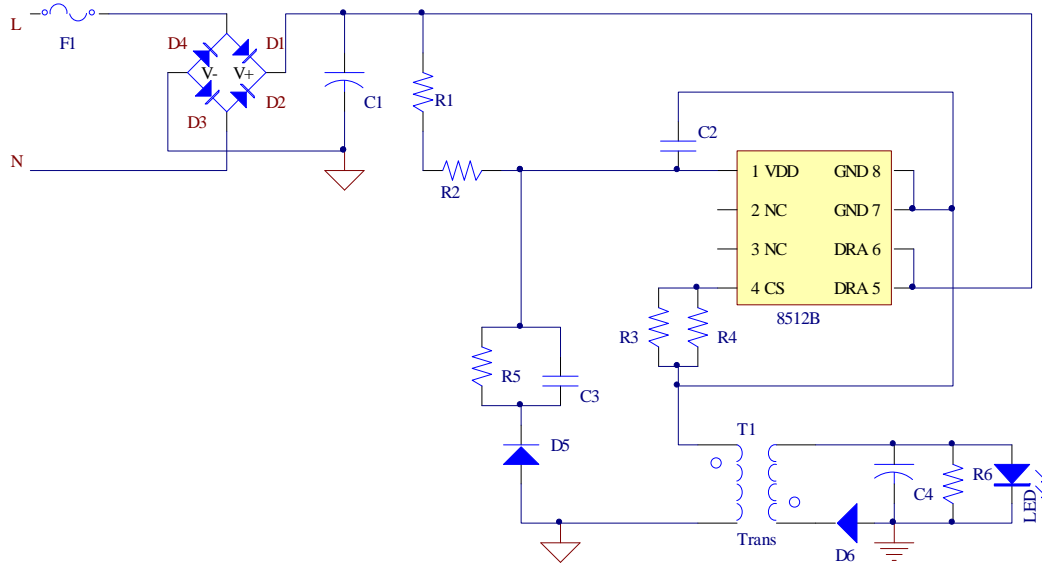 L
F1
D4
D1
V-
V+
D2
D3
N
C1
R1
R2
C2
1 VDD
GND 8
2 NC
GND 7
3 NC
DRA 6
4 CS
DRA 5
8512B
R3
R4
R5
C3
D5
T1
Trans
D6
C4
R6
LED